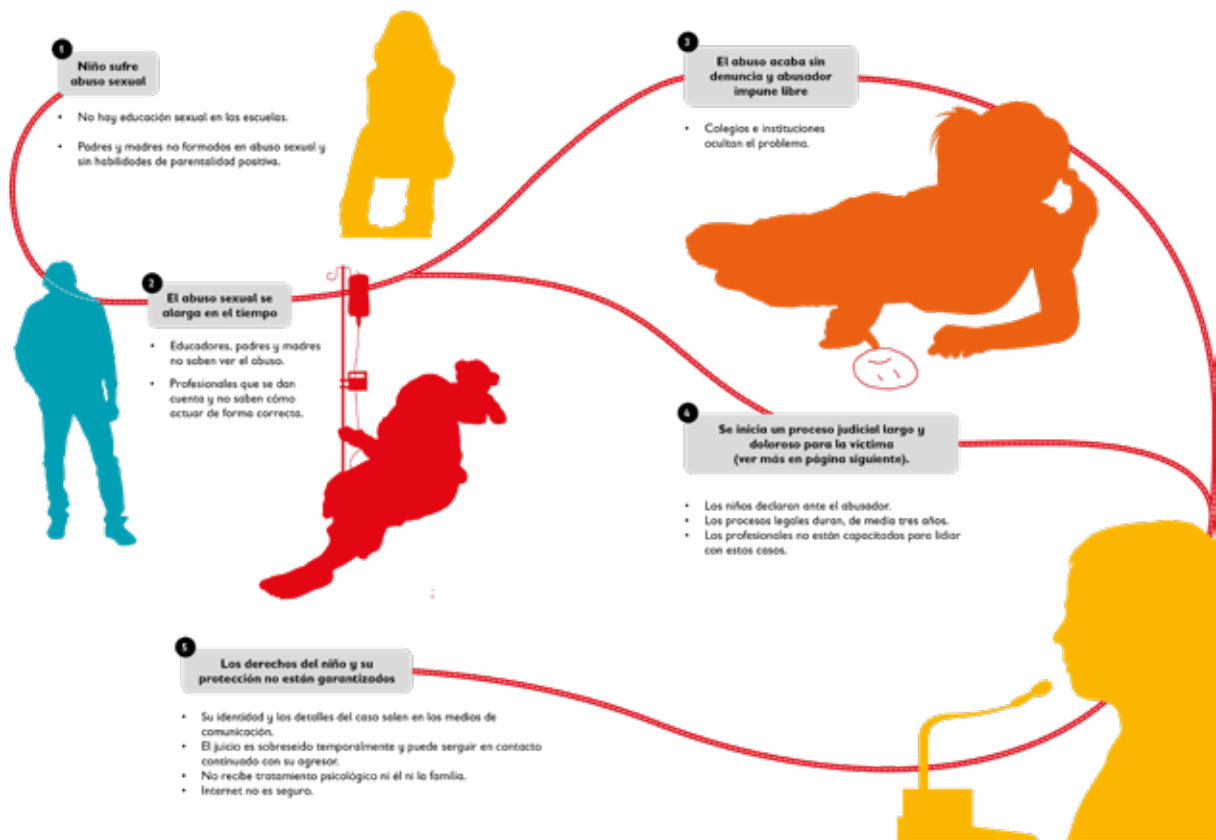 1
Niño sufre
abuso sexual
• No hay educación sexual en las escuelas.
• Padres y madres no formados en abuso sexual y
sin habilidades de parentalidad positiva.
2
El abuso sexual se
alarga en el tiempo
• Educadores, padres y madres
no saben ver el abuso.
• Profesionales que se dan
cuenta y no saben cómo
actuar de forma correcta.
3
El abuso acaba sin
denuncia y abusador
impune libre
• Colegios e instituciones
ocultan el problema.
4
Se inicia un proceso judicial largo y
doloroso para la víctima
(ver más en página siguiente).
• Los niños declaran ante el abusador.
• Los procesos legales duran, de media tres años.
• Los profesionales no están capacitados para lidiar
con estos casos.
5
Los derechos del niño y su
protección no están garantizados
• Su identidad y los detalles del caso salen en los medios de
comunicación.
• El juicio es sobreseido temporalmente y puede serguir en contacto
continuado con su agresor.
• No recibe tratamiento psicológico ni él ni la familia.
• Internet no es seguro.